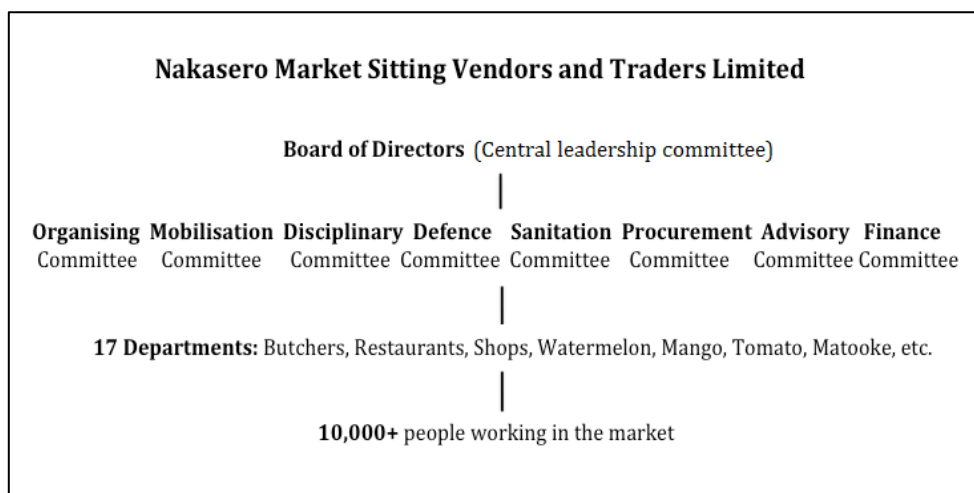 Nakasero Market Sitting Vendors and Traders Limited
Board of Directors (Central leadership committee)
Organising Mobilisation Disciplinary Defence Sanitation Procurement Advisory Finance
Committee Committee Committee Committee Committee Committee Committee Committee
17 Departments: Butchers, Restaurants, Shops, Watermelon, Mango, Tomato, Matooke, etc.
10,000+ people working in the market